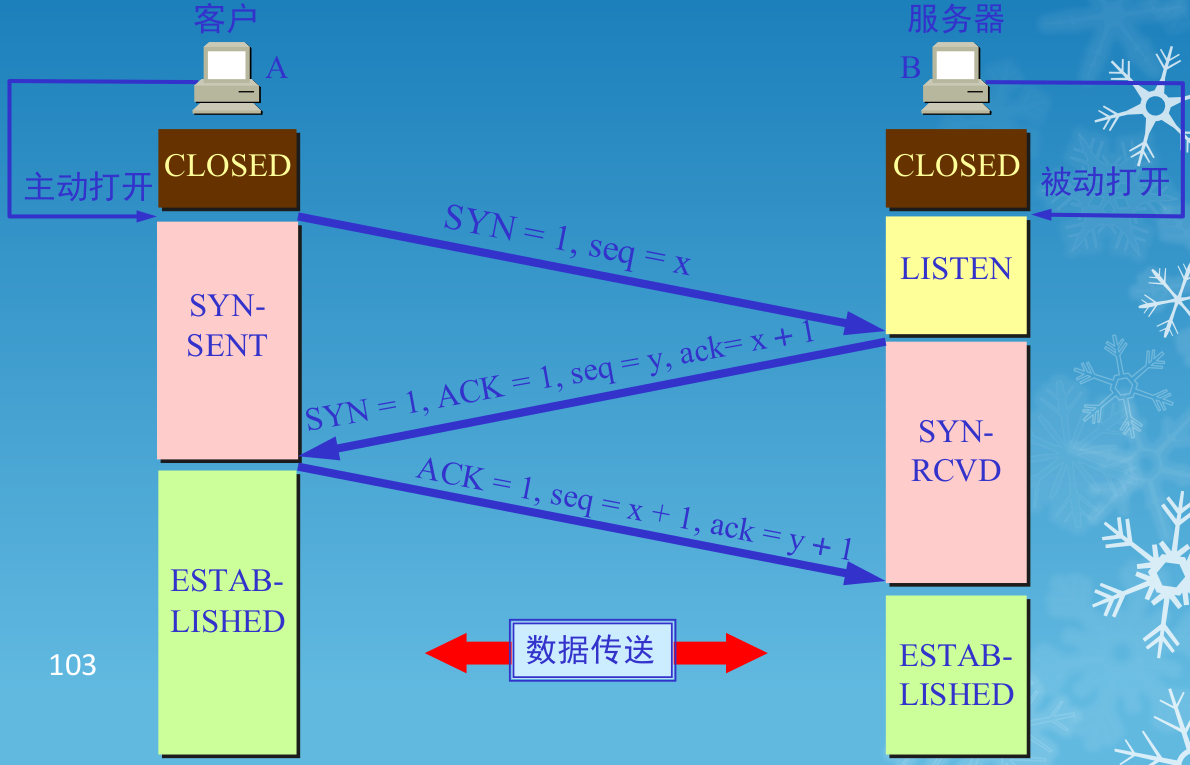 客户
服务器
A
B
CLOSED
CLOSED
主动打开
被动打开
SYN = 1, seq = x
LISTEN
SYN-
SENT
SYN = 1, ACK = 1, seq = y, ack= x + 1
SYN-
RCVD
ACK = 1, seq = x + 1, ack = y + 1
ESTAB-
LISHED
数据传送
103
ESTAB-
LISHED